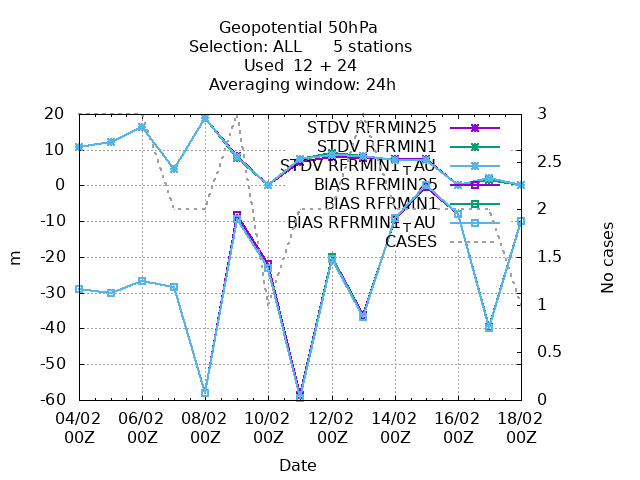 Geopotential 50hPa
Selection: ALL 5 stations
Used 12 + 24
Averaging window: 24h
20
10
0
-10
-20
-30
-40
-50
-60
m
STDV RFRMIN25
STDV RFRMIN1
STDV RFRMIN1_AU
BIAS RFRMIN25
BIAS RFRMIN1
BIAS RFRMIN1_AU
CASES
3
2.5
2
1.5
1
0.5
0
No cases
04/02 06/02 08/02 10/02 12/02 14/02 16/02 18/02
00Z 00Z 00Z 00Z 00Z 00Z 00Z 00Z
Date